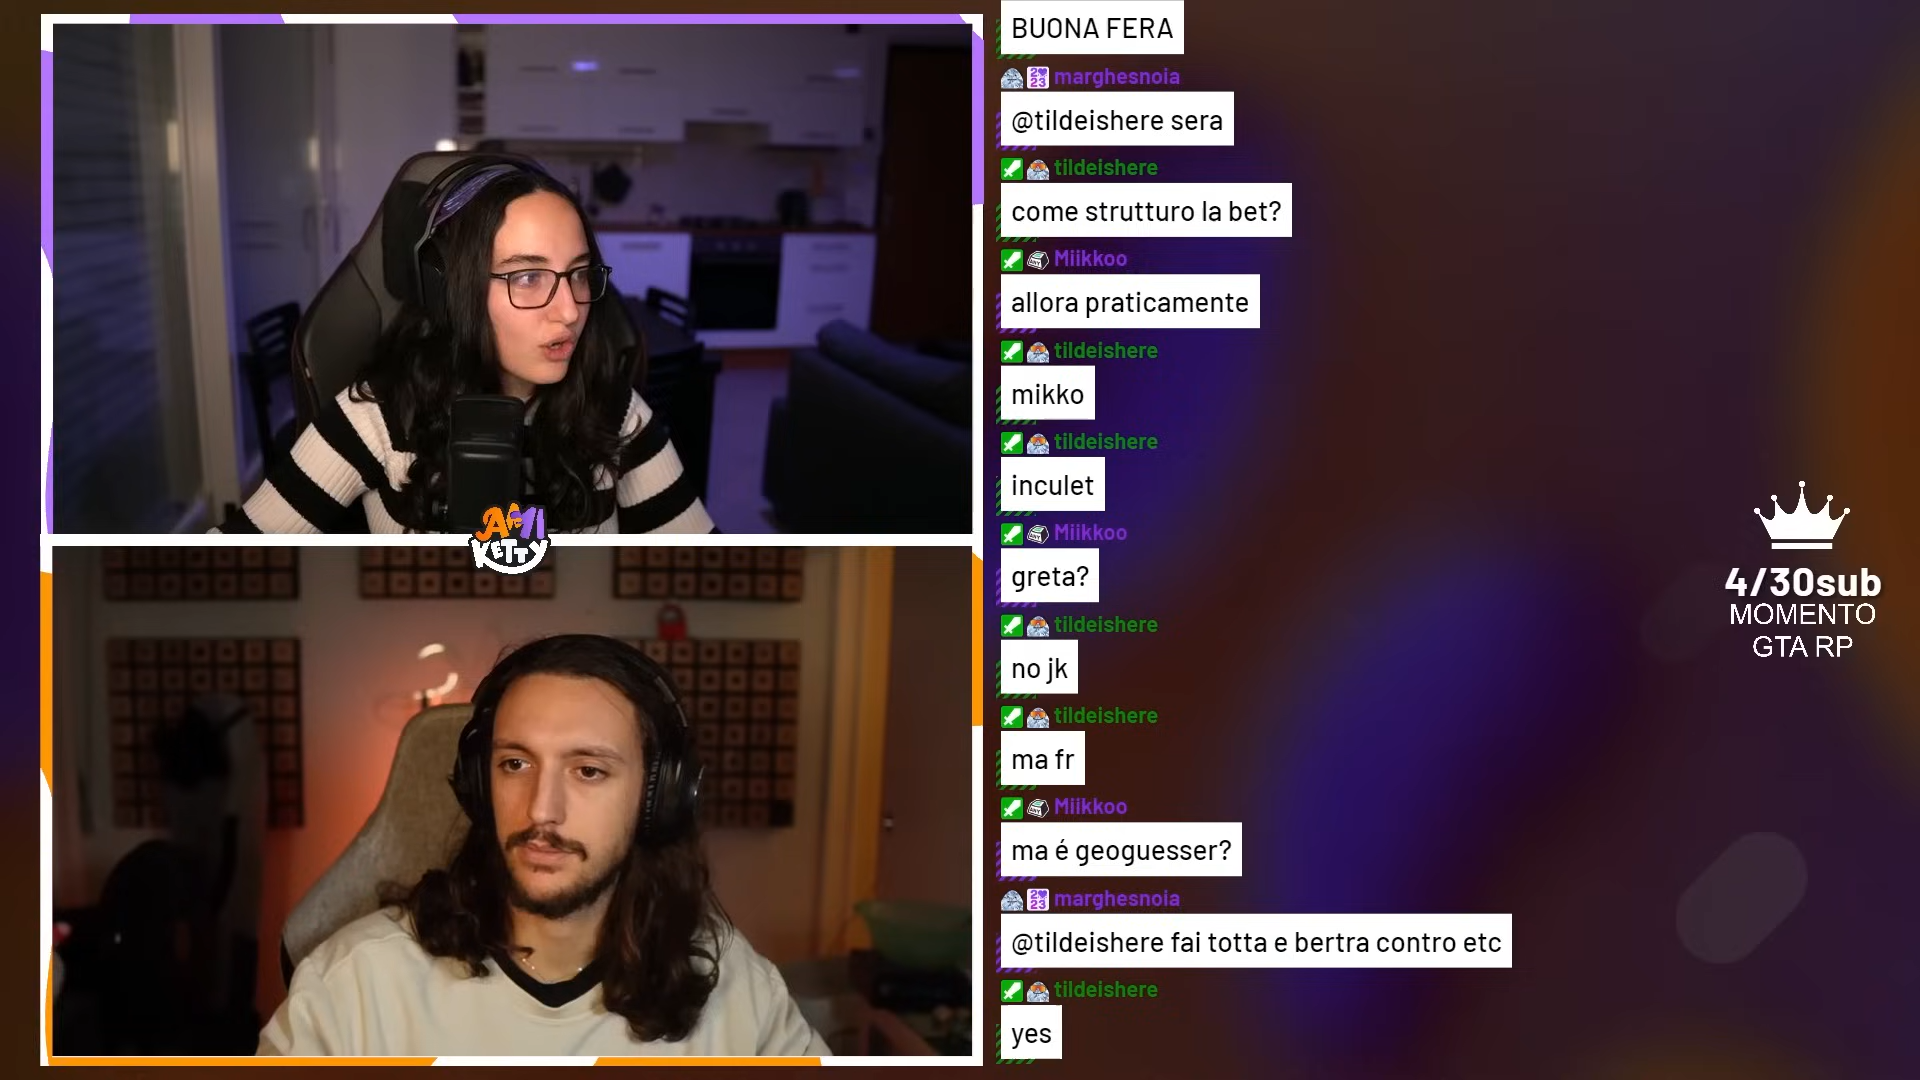 BUONA FERA
marghesnoia
@tildeishere sera
tildeishere
come strutturo la bet?
Miikkoo
allora praticamente
tildeishere
mikko
tildeishere
inculet
Miikkoo
greta?
tildeishere
no jk
tildeishere
ma fr
Miikkoo
ma é geoguesser?
marghesnoia
@tildeishere fai totta e bertra contro etc
tildeishere
yes
AMI
KETTY
4/30sub
MOMENTO
GTA RP